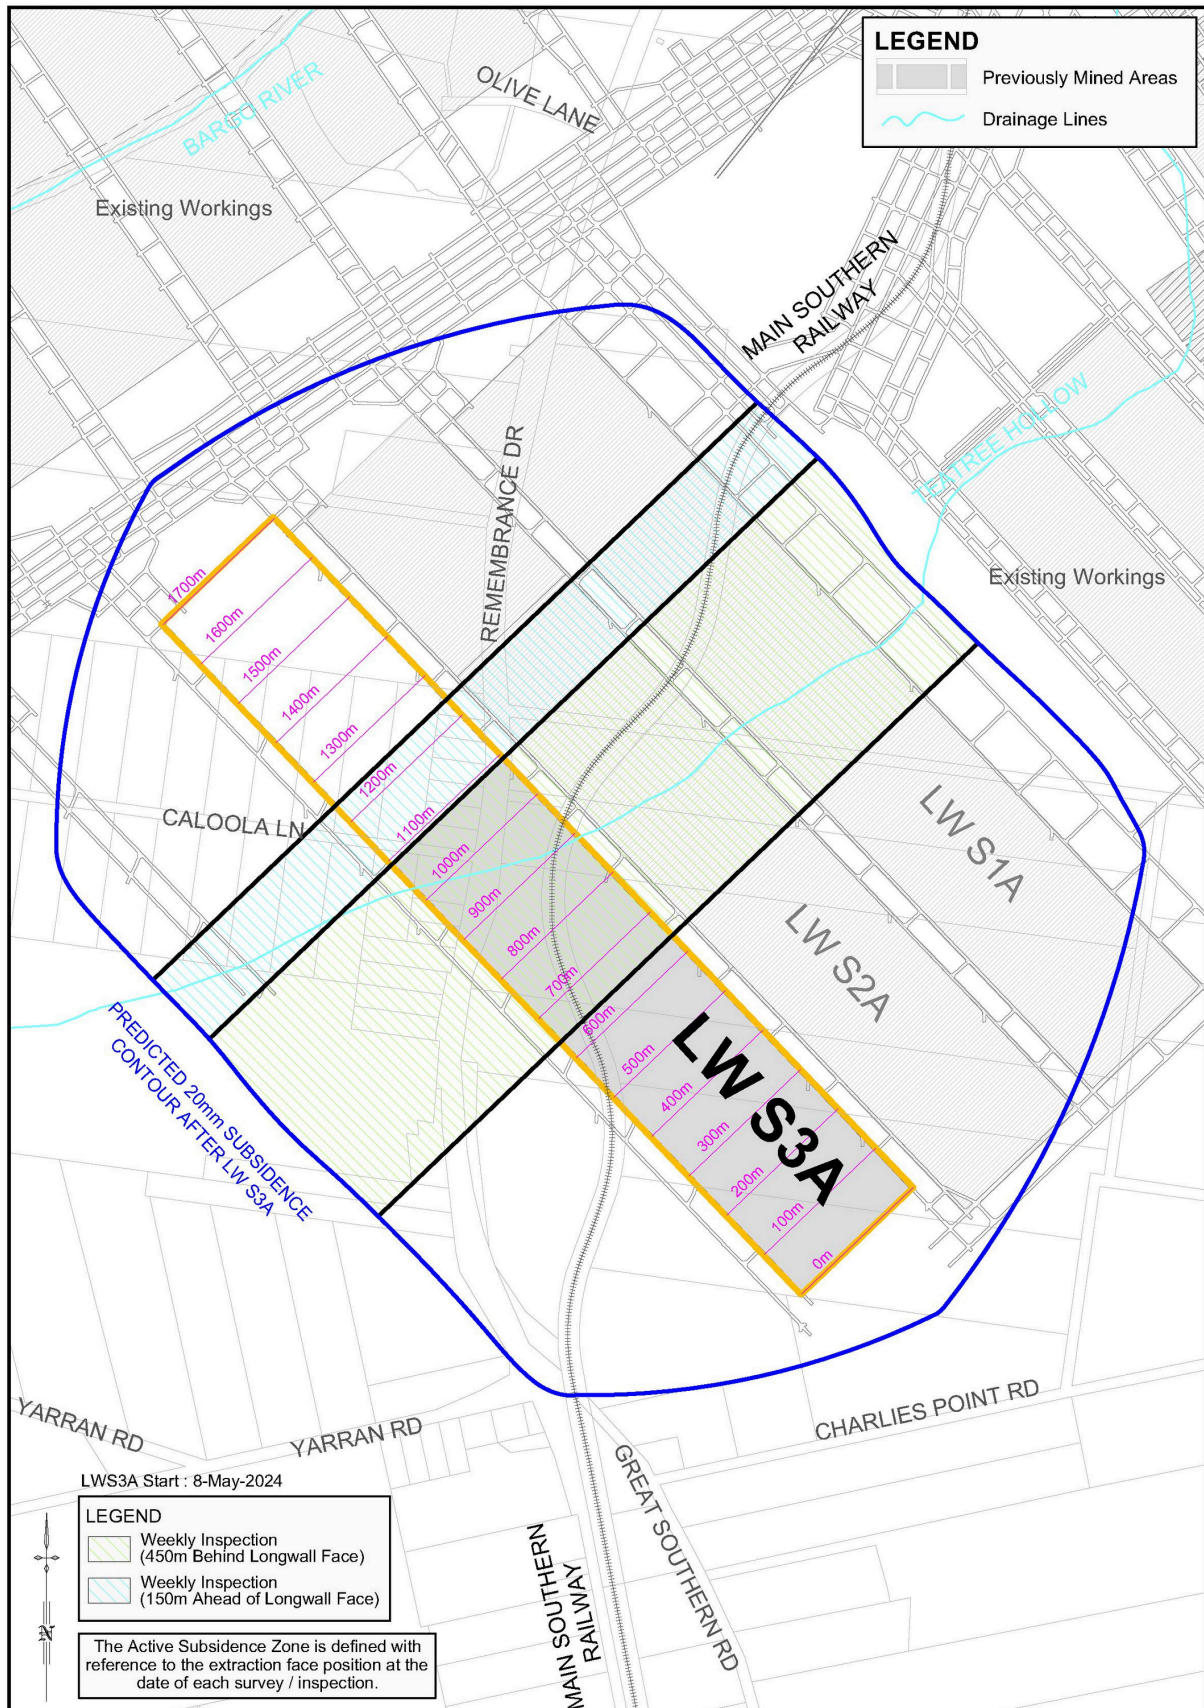 LEGEND
Previously Mined Areas
Drainage Lines
OLIVE LANE
BARGO RIVER
Existing Workings
MAIN SOUTHERN
RAILWAY
TEATREE HOLLOW
REMEMBRANCE DR
Existing Workings
1700m
1600m
1500m
1400m
1300m
1200m
1100m
1000m
900m
800m
700m
600m
500m
400m
300m
200m
100m
0m
CALOOLA LN
LW S1A
LW S2A
LW S3A
PREDICTED 20mm SUBSIDENCE
CONTOUR AFTER LW S3A
YARRAN RD
YARRAN RD
CHARLIES POINT RD
GREAT SOUTHERN RD
MAIN SOUTHERN
RAILWAY
LWS3A Start : 8-May-2024
LEGEND
Weekly Inspection
(450m Behind Longwall Face)
Weekly Inspection
(150m Ahead of Longwall Face)
N
The Active Subsidence Zone is defined with
reference to the extraction face position at the
date of each survey / inspection.